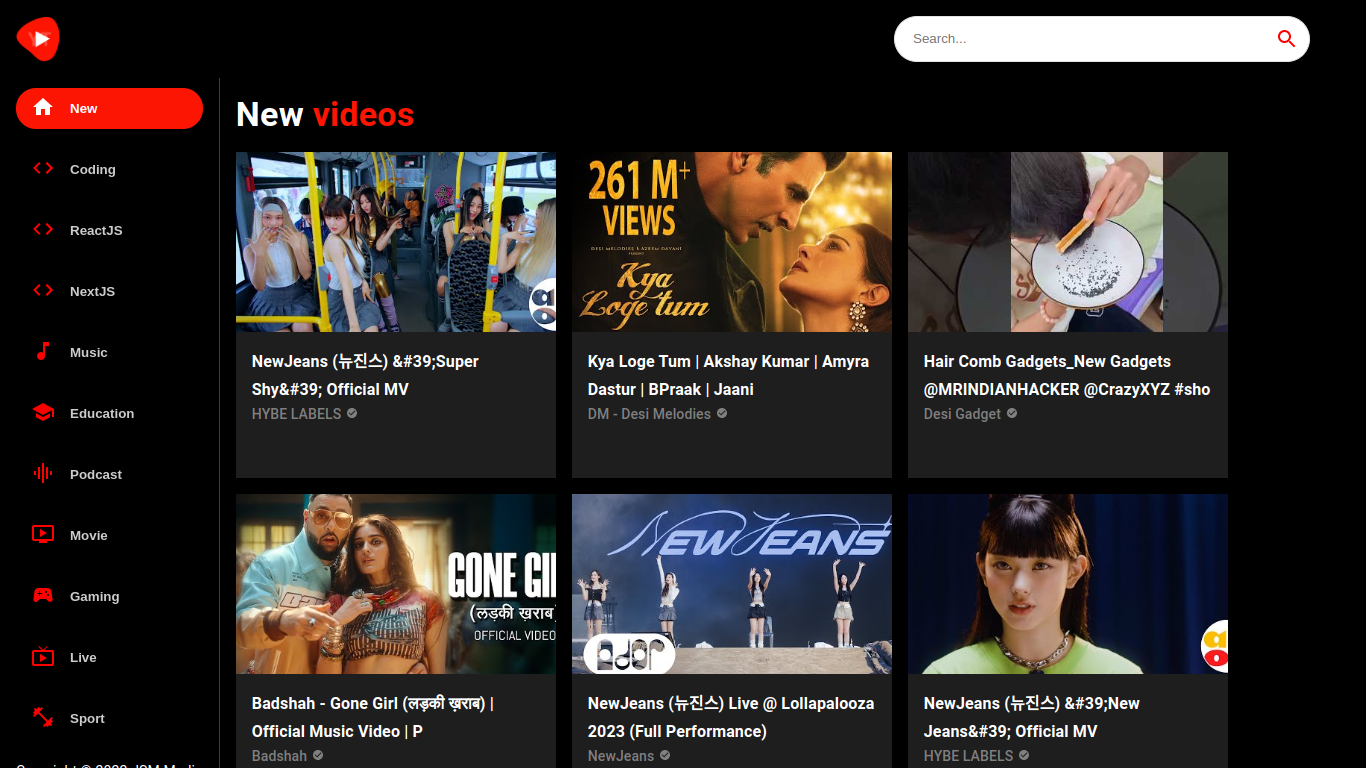 Search...
New
Coding
ReactJS
NextJS
Music
Education
Podcast
Movie
Gaming
Live
Sport
New videos
261 M+
VIEWS
DESI MELODIES & AZEEM DAYANI
Kya
Loge tum
NewJeans (뉴진스) &#39;Super
Shy&#39; Official MV
HYBE LABELS
Kya Loge Tum | Akshay Kumar | Amyra
Dastur | BPraak | Jaani
DM - Desi Melodies
Hair Comb Gadgets_New Gadgets
@MRINDIANHACKER @CrazyXYZ #sho
Desi Gadget
GONE GI
(लड़की ख़राब)
OFFICIAL VIDEO
NEWJEANS
Badshah - Gone Girl (लड़की ख़राब) |
Official Music Video | P
Badshah
NewJeans (뉴진스) Live @ Lollapalooza
2023 (Full Performance)
NewJeans
NewJeans (뉴진스) &#39;New
Jeans&#39; Official MV
HYBE LABELS